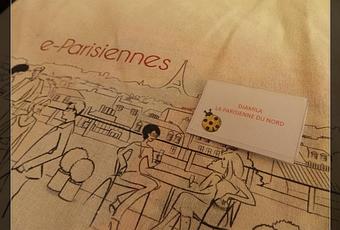 e-Parisiennes
DJAMILA
LA PARISIENNE DU NORD